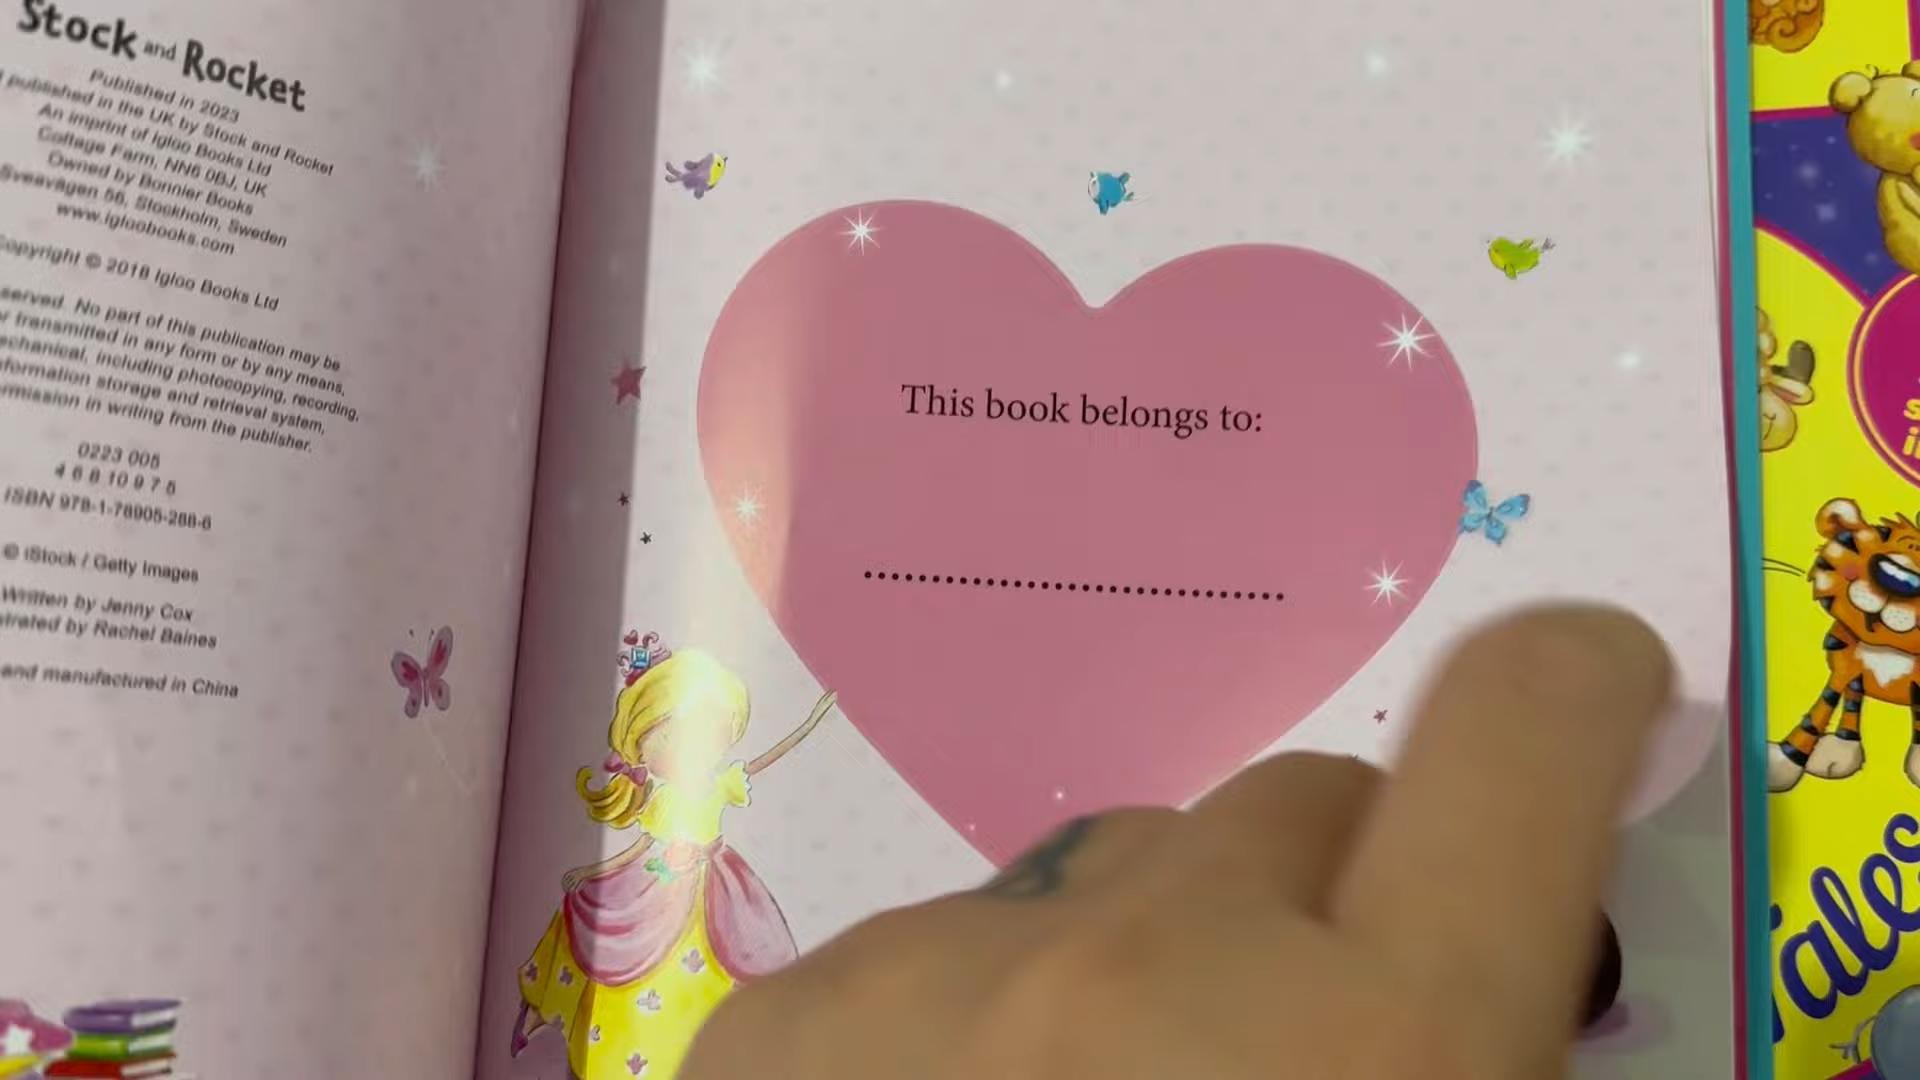 Stock and Rocket
Published in 2023
published in the UK by Stock and Rocket
An imprint of Igloo Books Ltd
Cottage Farm, NN6 0BJ, UK
Owned by Bonnier Books
Sveavägen 56, Stockholm, Sweden
www.igloobooks.com
Copyright © 2018 Igloo Books Ltd
No part of this publication may be
transmitted in any form or by any means,
including photocopying, recording,
storage and retrieval system,
in writing from the publisher.
0223 005
4 6 8 10 9 7 5
ISBN 978-1-78905-288-6
© iStock / Getty Images
Written by Jenny Cox
by Rachel Baines
and manufactured in China
This book belongs to:
Tales